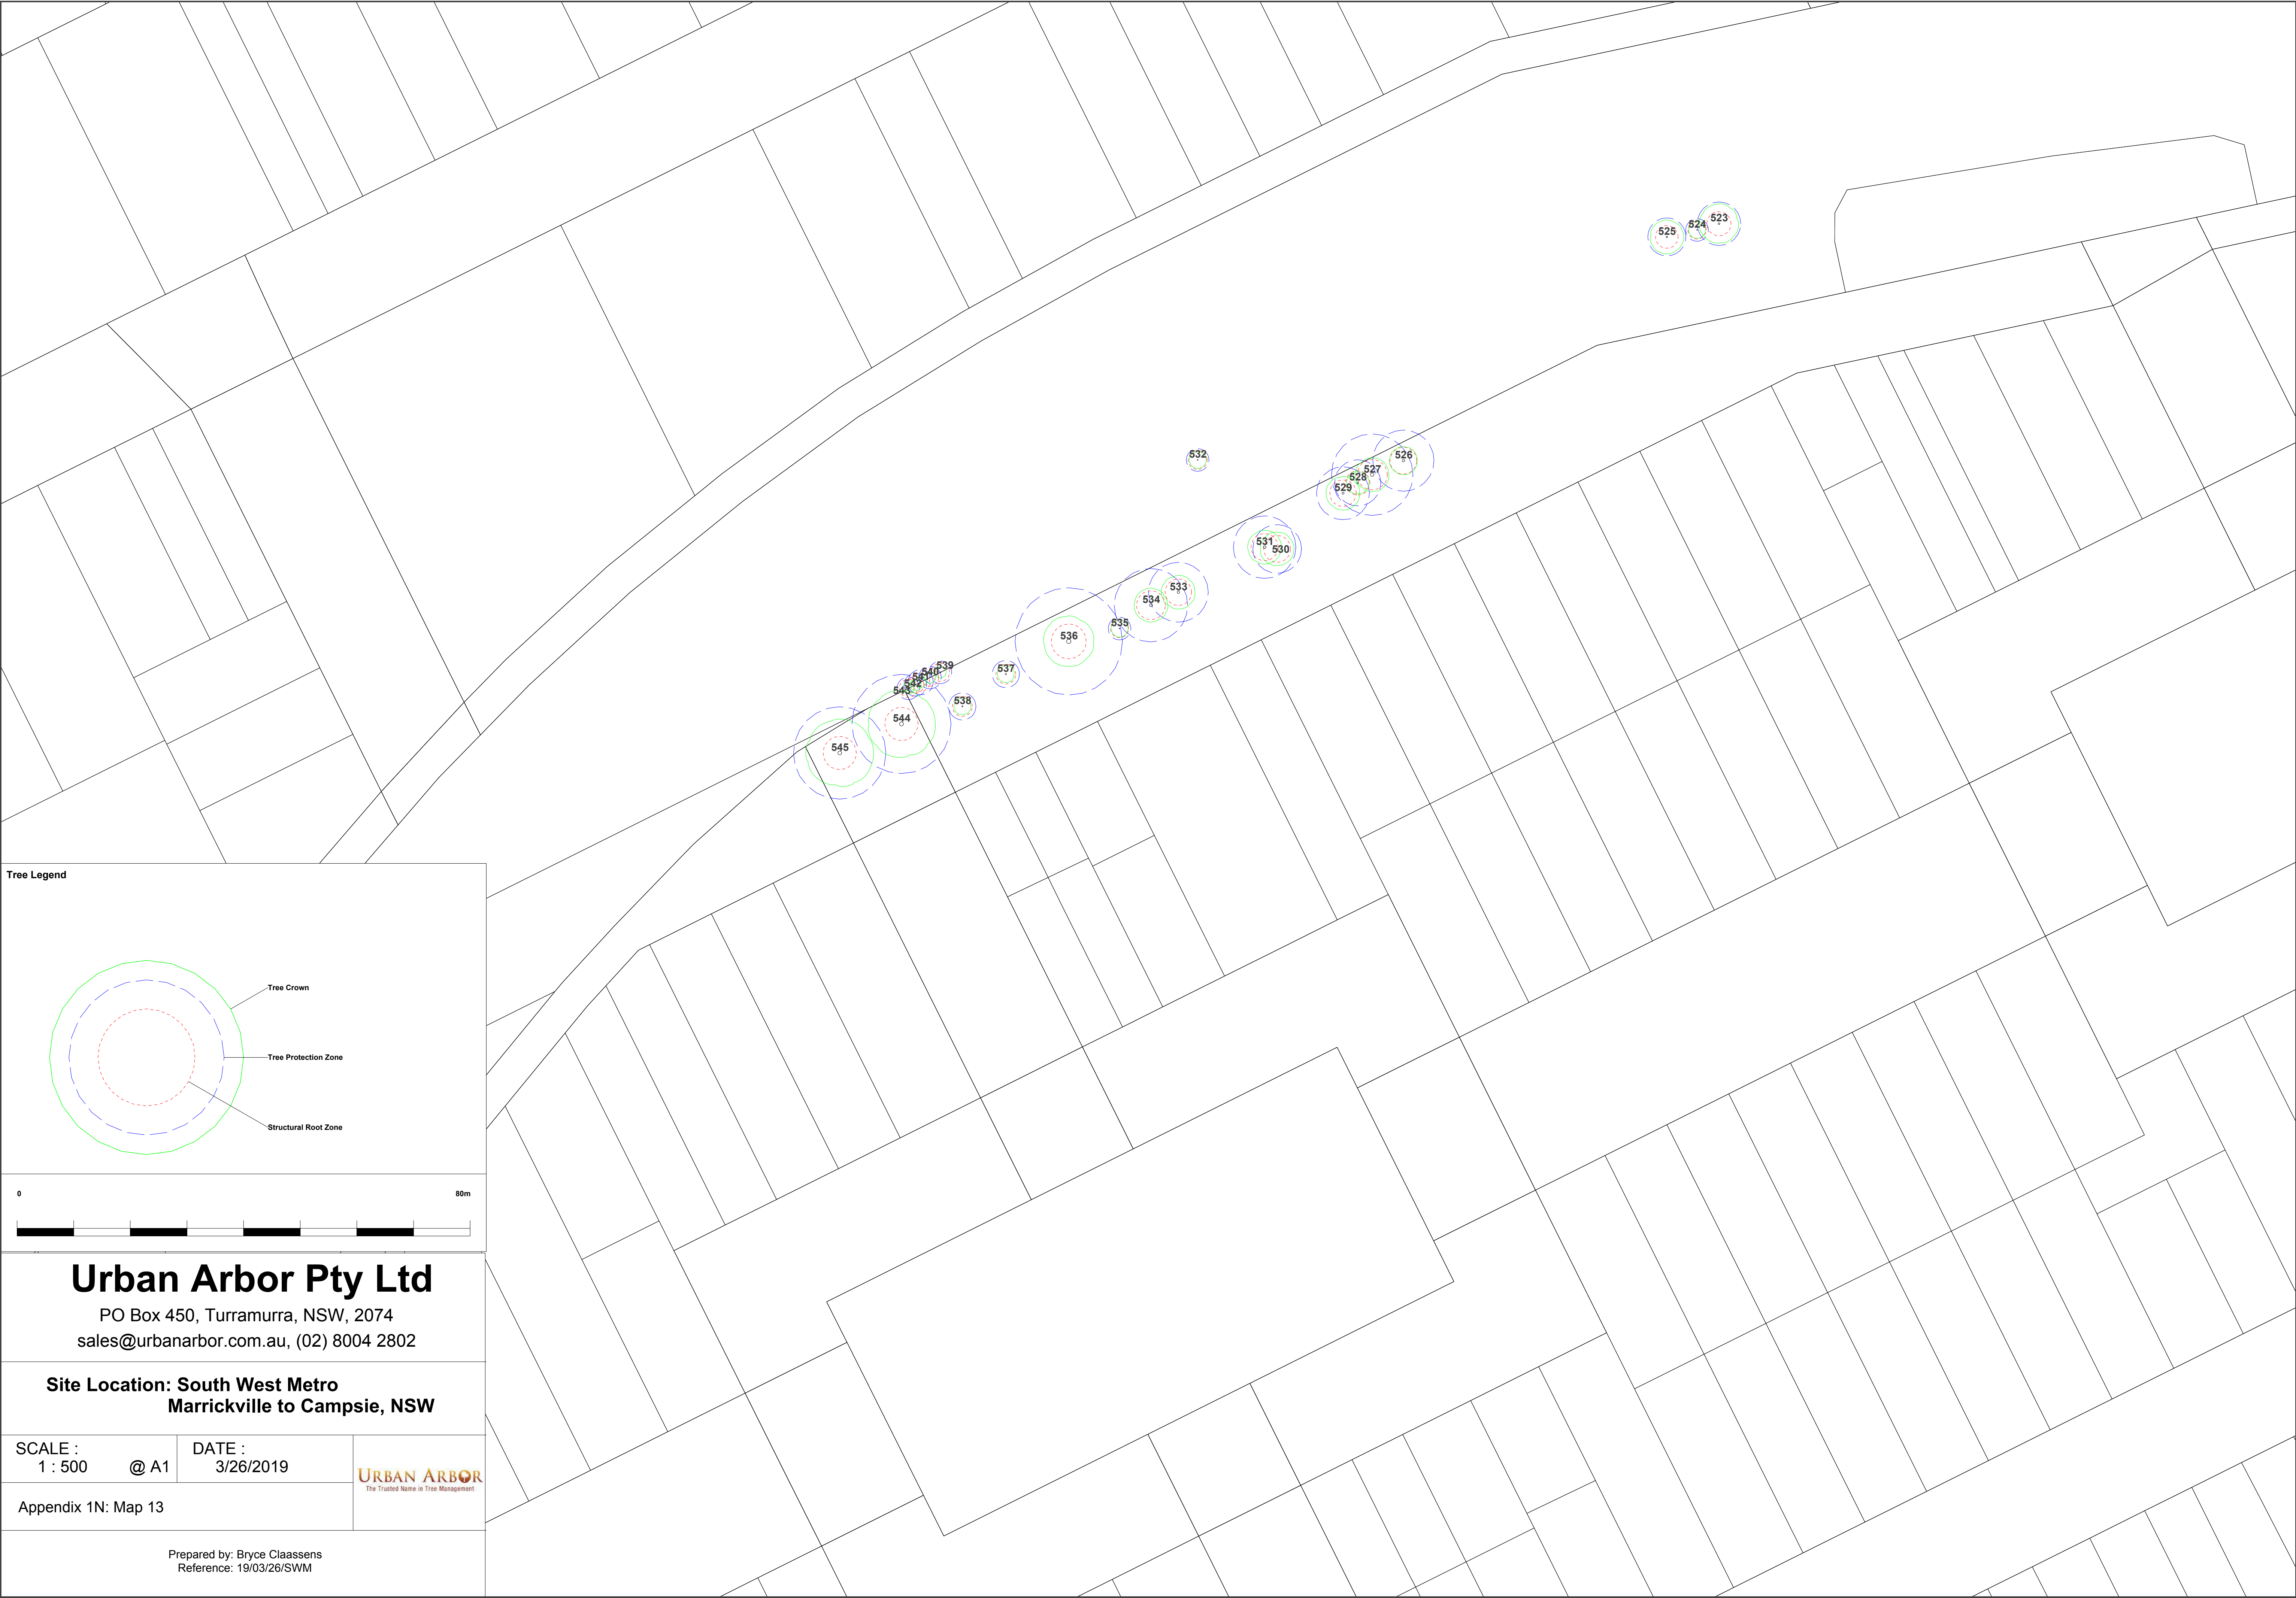 523
524
525
526
527
528
529
530
531
532
533
534
535
536
537
538
539
540
541
542
543
544
545
Tree Legend
Tree Crown
Tree Protection Zone
Structural Root Zone
0 80m
Urban Arbor Pty Ltd
PO Box 450, Turramurra, NSW, 2074
sales@urbanarbor.com.au, (02) 8004 2802
Site Location: South West Metro
Marrickville to Campsie, NSW
SCALE :
1 : 500 @ A1
DATE :
3/26/2019
URBAN ARBOR
The Trusted Name in Tree Management
Appendix 1N: Map 13
Prepared by: Bryce Claassens
Reference: 19/03/26/SWM